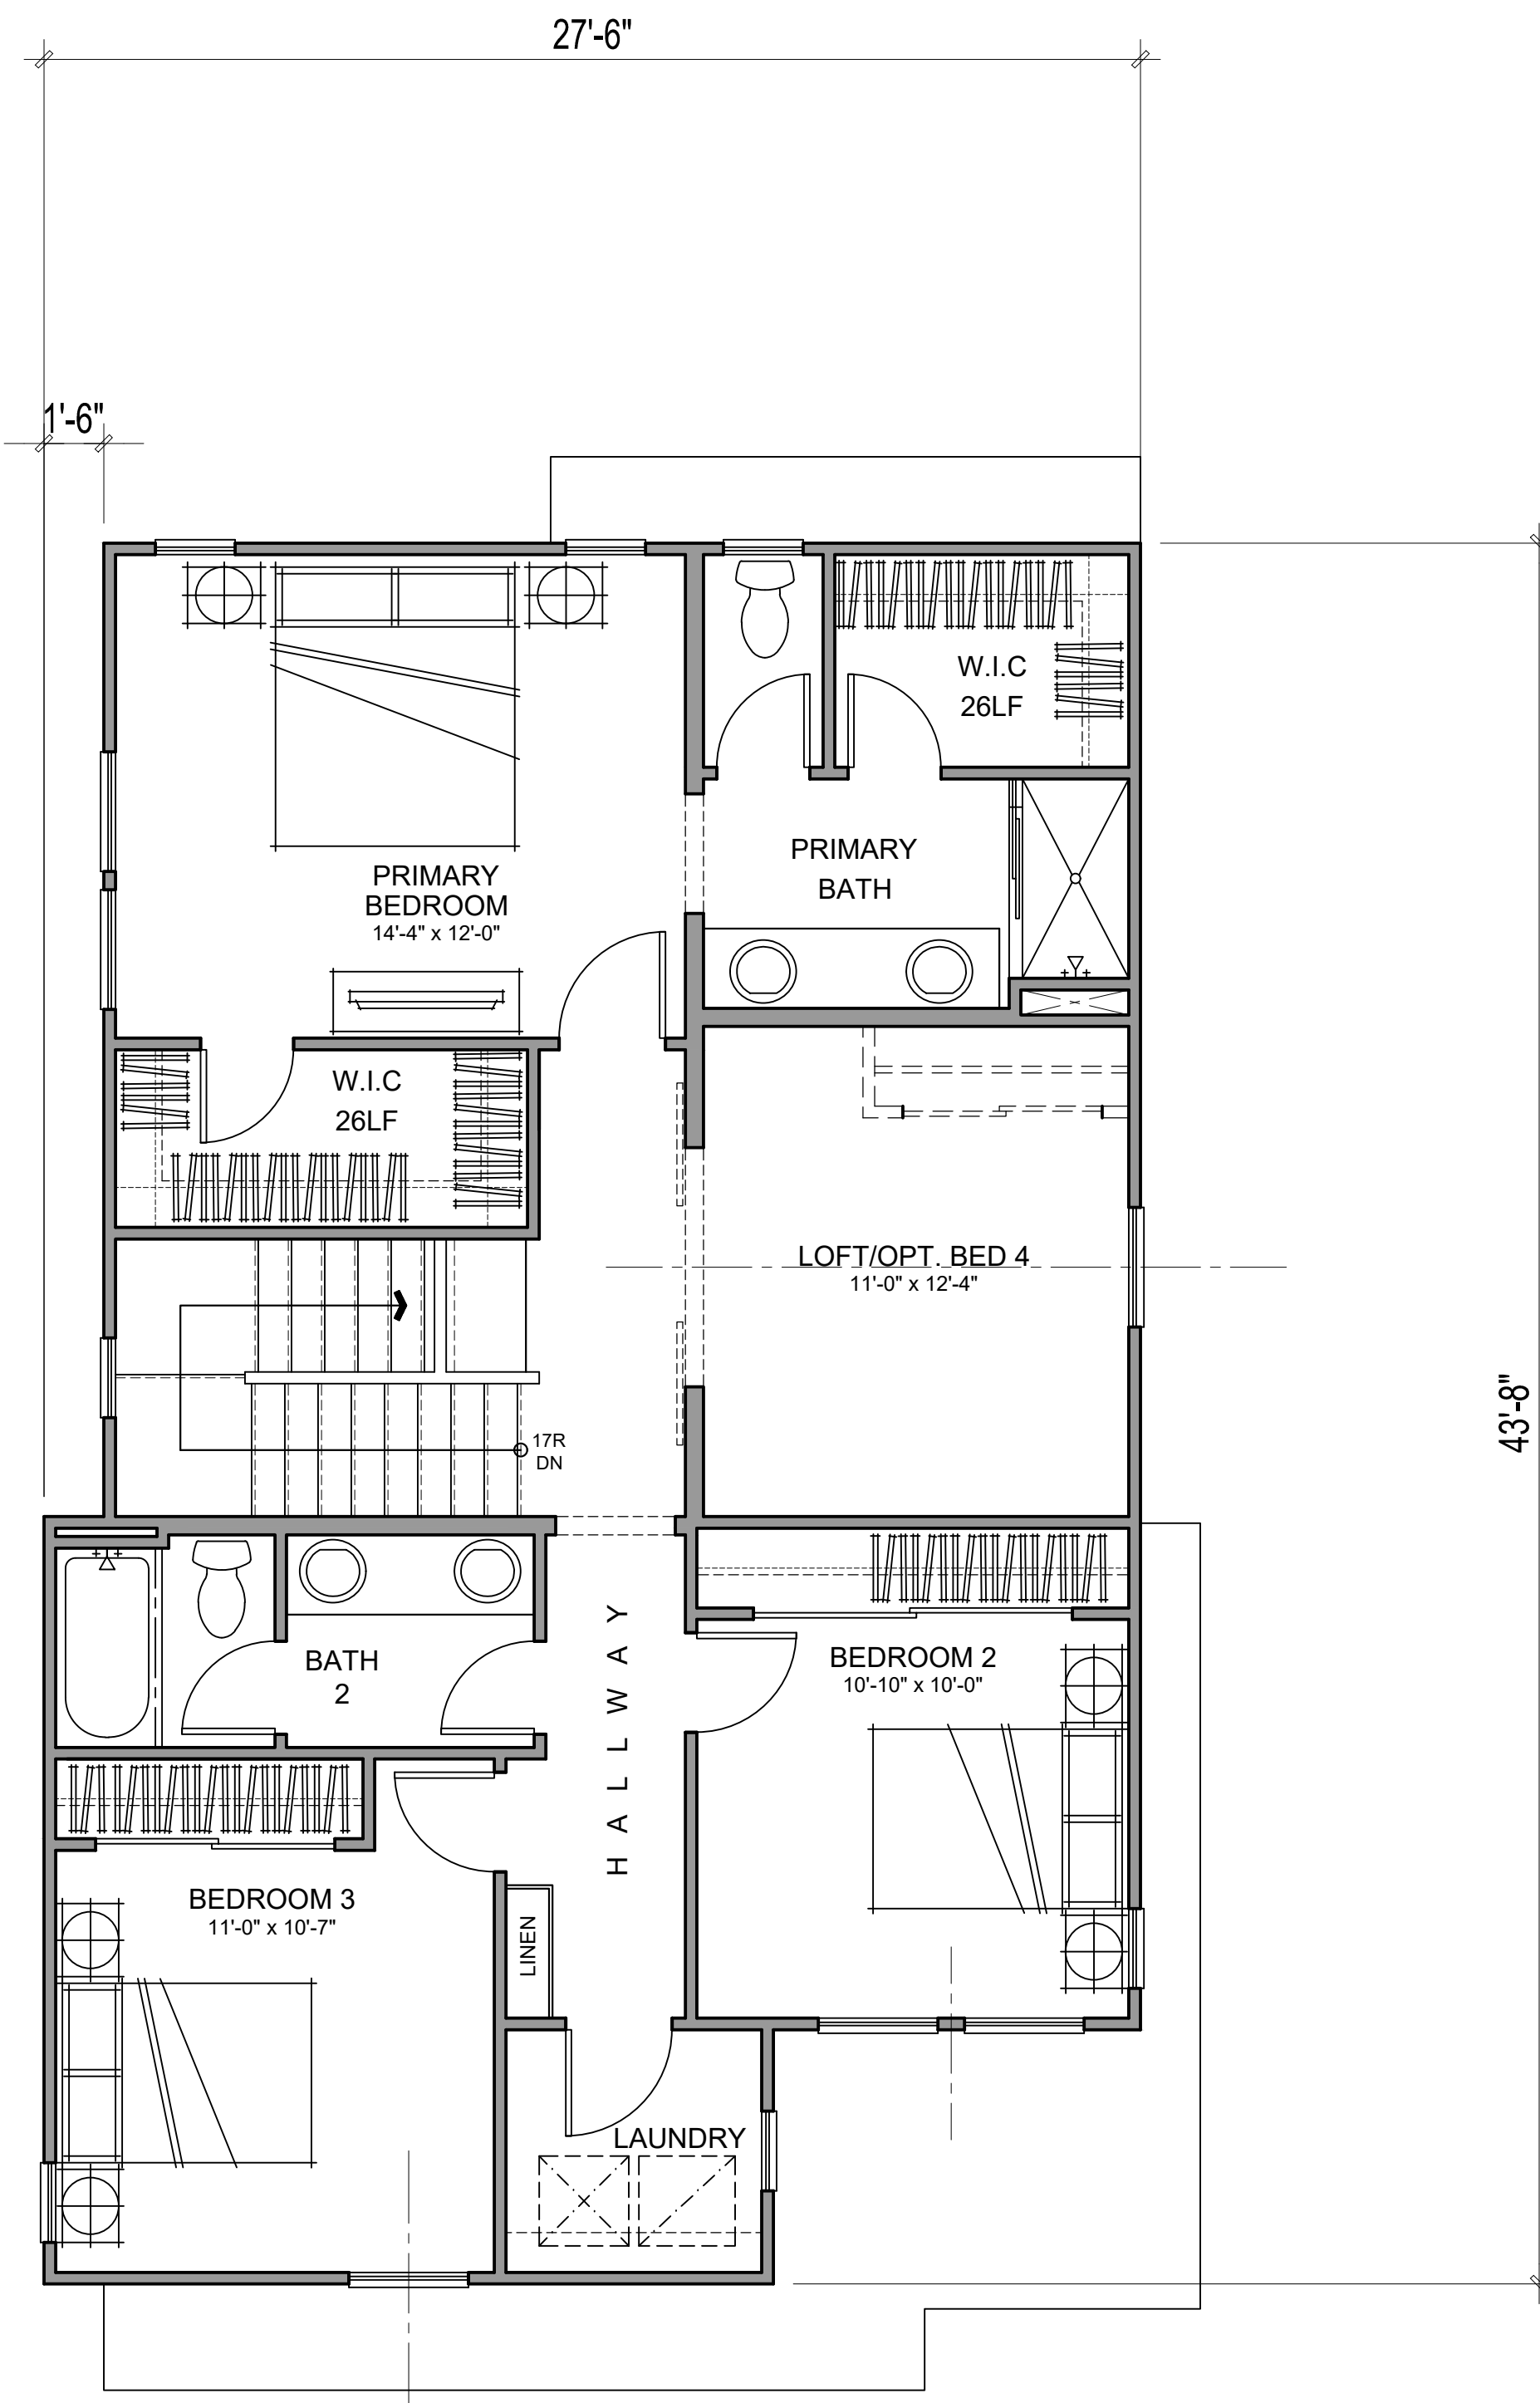 27'-6"
1'-6"
W.I.C
26LF
PRIMARY
BATH
PRIMARY
BEDROOM
14'-4" x 12'-0"
W.I.C
26LF
LOFT/OPT. BED 4
11'-0" x 12'-4"
43'-8"
17R
DN
HALLWAY
BATH
2
BEDROOM 2
10'-10" x 10'-0"
BEDROOM 3
11'-0" x 10'-7"
LINEN
LAUNDRY